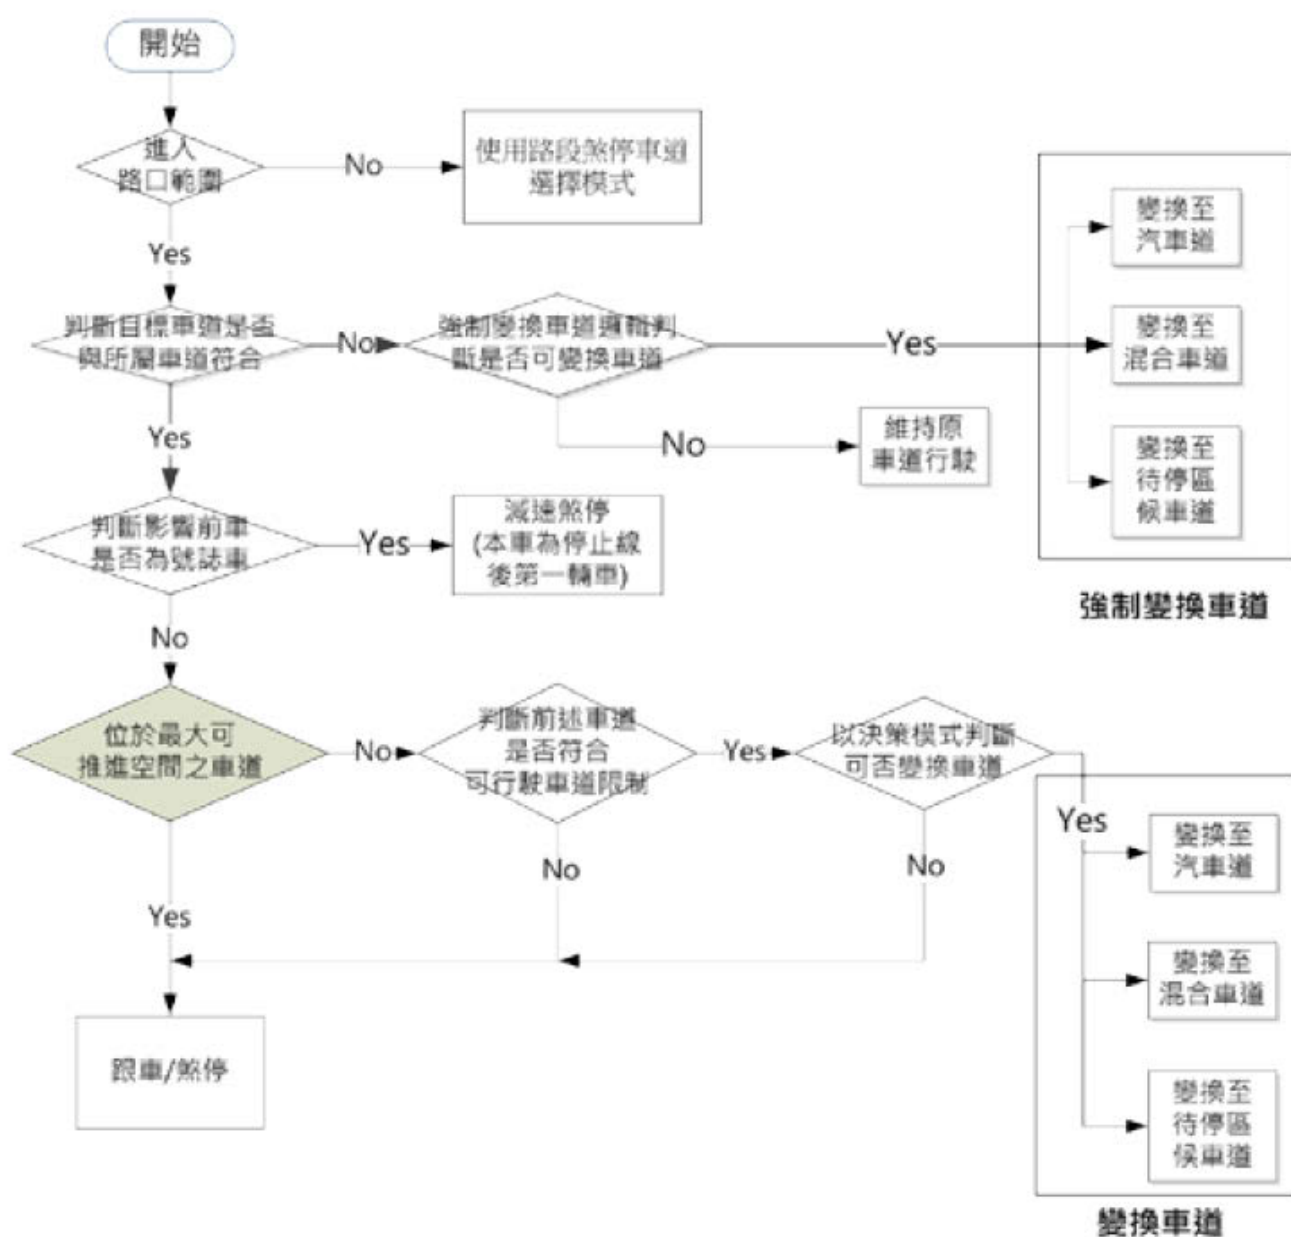 開始
進入
路口範圍
No
使用路段煞停車道
選擇模式
Yes
判斷目標車道是否
與所屬車道符合
No
強制變換車道邏輯判
斷是否可變換車道
Yes
變換至
汽車道
變換至
混合車道
變換至
待停區
候車道
強制變換車道
No
維持原
車道行駛
Yes
判斷影響前車
是否為號誌車
Yes
減速煞停
(本車為停止線
後第一輛車)
No
位於最大可
推進空間之車道
No
判斷前述車道
是否符合
可行駛車道限制
Yes
以決策模式判斷
可否變換車道
Yes
變換至
汽車道
變換至
混合車道
變換至
待停區
候車道
變換車道
No
No
Yes
跟車/煞停